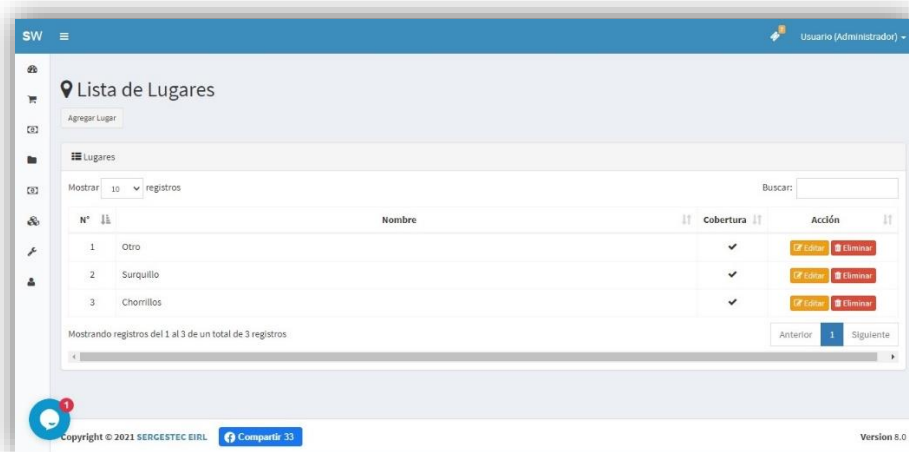 SW Usuario (Administrador)
Lista de Lugares
Agregar Lugar
Lugares
Mostrar 10 registros Buscar:
N° Nombre Cobertura Acción
1 Otro Editar Eliminar
2 Surquillo Editar Eliminar
3 Chorrillos Editar Eliminar
Mostrando registros del 1 al 3 de un total de 3 registros Anterior 1 Siguiente
1
Copyright © 2021 SERGESTEC EIRL Compartir 33 Version 8.0